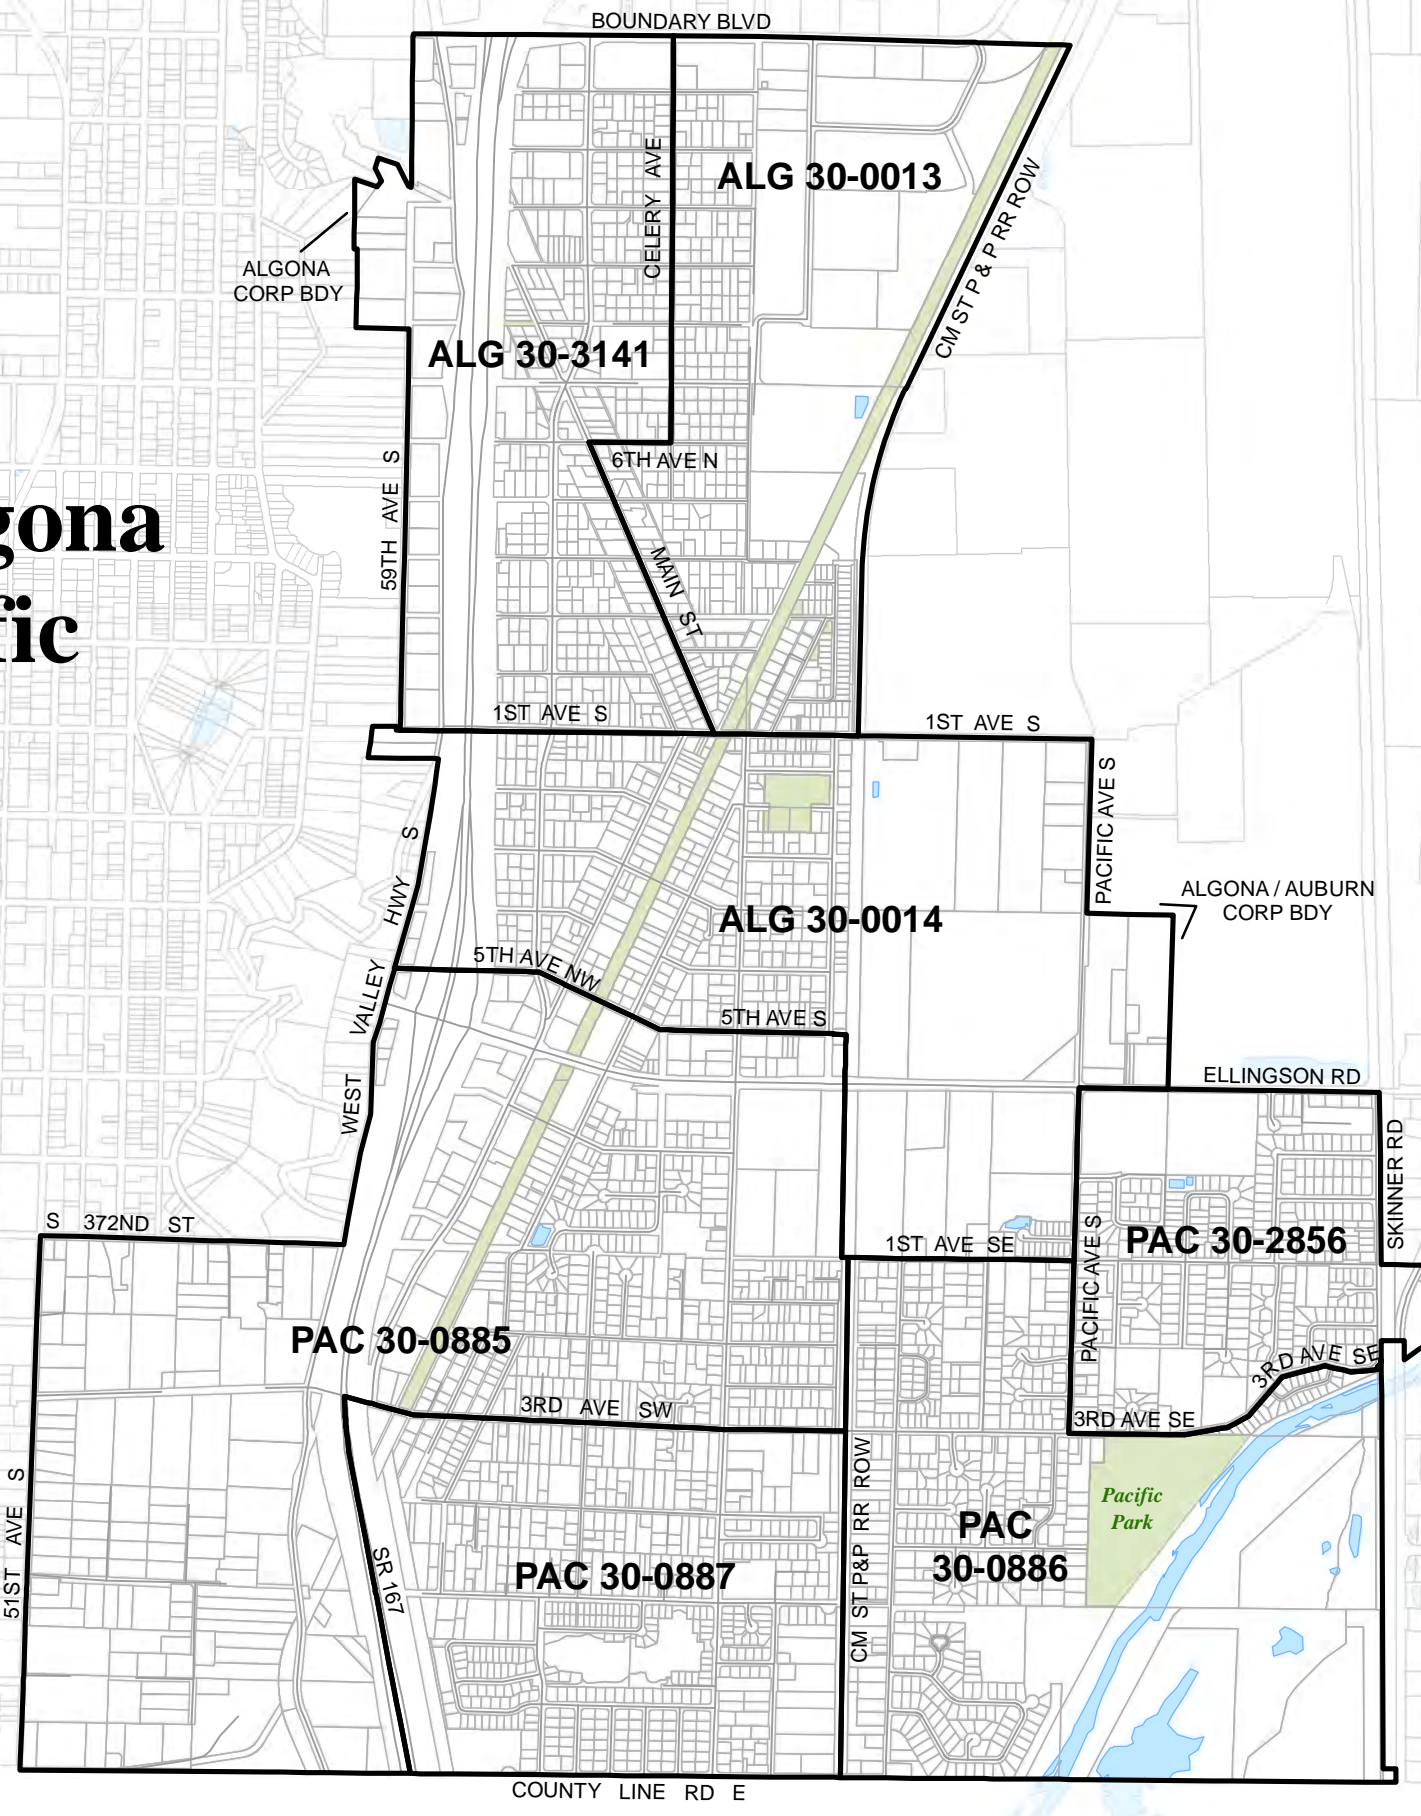 BOUNDARY BLVD
CELERY AVE
ALG 30-0013
CM ST P & P RR ROW
ALGONA
CORP BDY
ALG 30-3141
59TH AVE S
6TH AVE N
gona
fic
MAIN ST
1ST AVE S
1ST AVE S
PACIFIC AVE S
WEST VALLEY HWY S
ALGONA / AUBURN
CORP BDY
ALG 30-0014
5TH AVE NW
5TH AVE S
ELLINGSON RD
SKINNER RD
S 372ND ST
1ST AVE SE
PACIFIC AVE S
PAC 30-2856
PAC 30-0885
3RD AVE SE
3RD AVE SW
3RD AVE SE
51ST AVE S
SR 167
CM ST P&P RR ROW
Pacific
Park
PAC
30-0886
PAC 30-0887
COUNTY LINE RD E